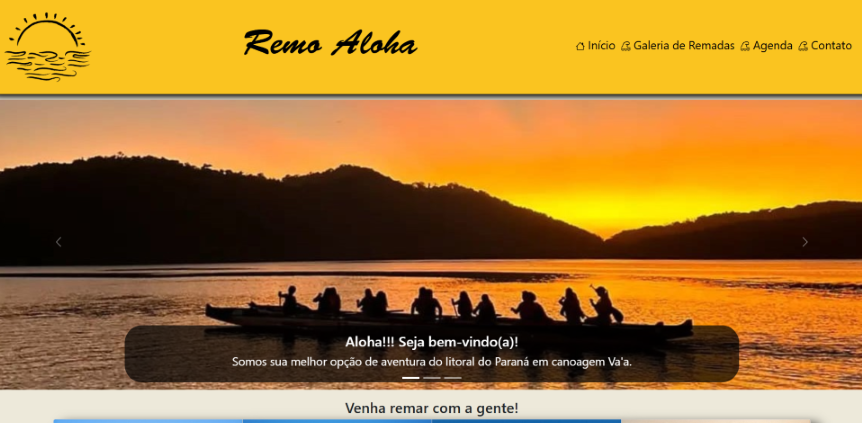 Remo Aloha
Início Galeria de Remadas Agenda Contato
Aloha!!! Seja bem-vindo(a)!
Somos sua melhor opção de aventura do litoral do Paraná em canoagem Va'a.
Venha remar com a gente!